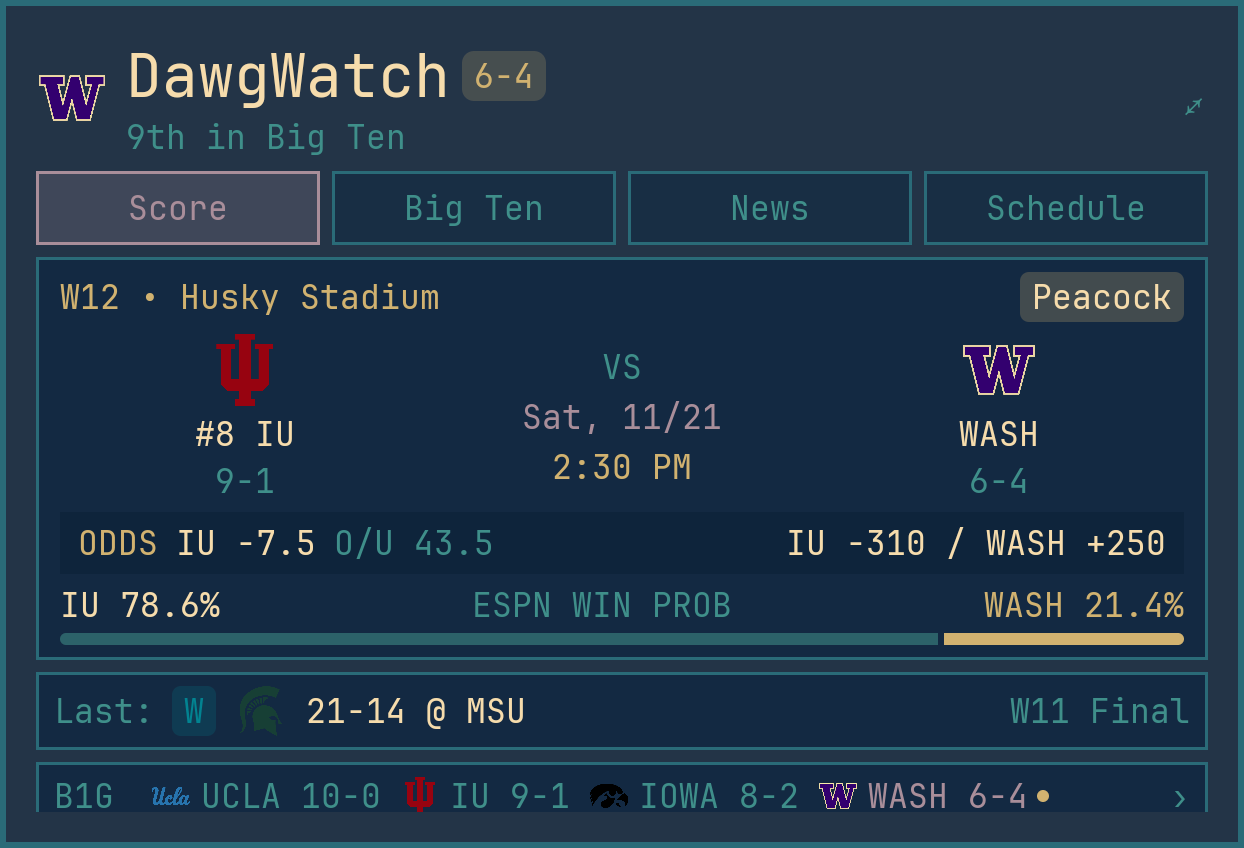 W DawgWatch 6-4
9th in Big Ten
Score Big Ten News Schedule
W12 • Husky Stadium Peacock
VS
Sat, 11/21
#8 IU WASH
2:30 PM
9-1 6-4
ODDS IU -7.5 O/U 43.5 IU -310 / WASH +250
IU 78.6% ESPN WIN PROB WASH 21.4%
Last: W 21-14 @ MSU W11 Final
B1G Ucla UCLA 10-0 IU 9-1 IOWA 8-2 W WASH 6-4 • ›